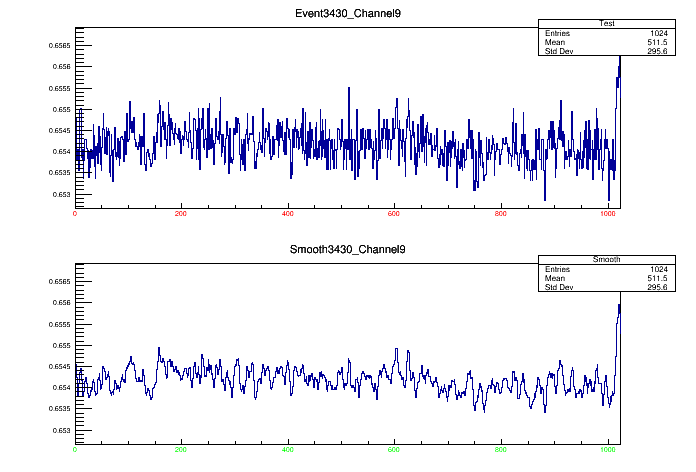 Event3430_Channel9
Test
Entries 1024
Mean 511.5
Std Dev 295.6
0.6565
0.656
0.6555
0.655
0.6545
0.654
0.6535
0.653
0 200 400 600 800 1000
Smooth3430_Channel9
Smooth
Entries 1024
Mean 511.5
Std Dev 295.6
0.6565
0.656
0.6555
0.655
0.6545
0.654
0.6535
0.653
0 200 400 600 800 1000